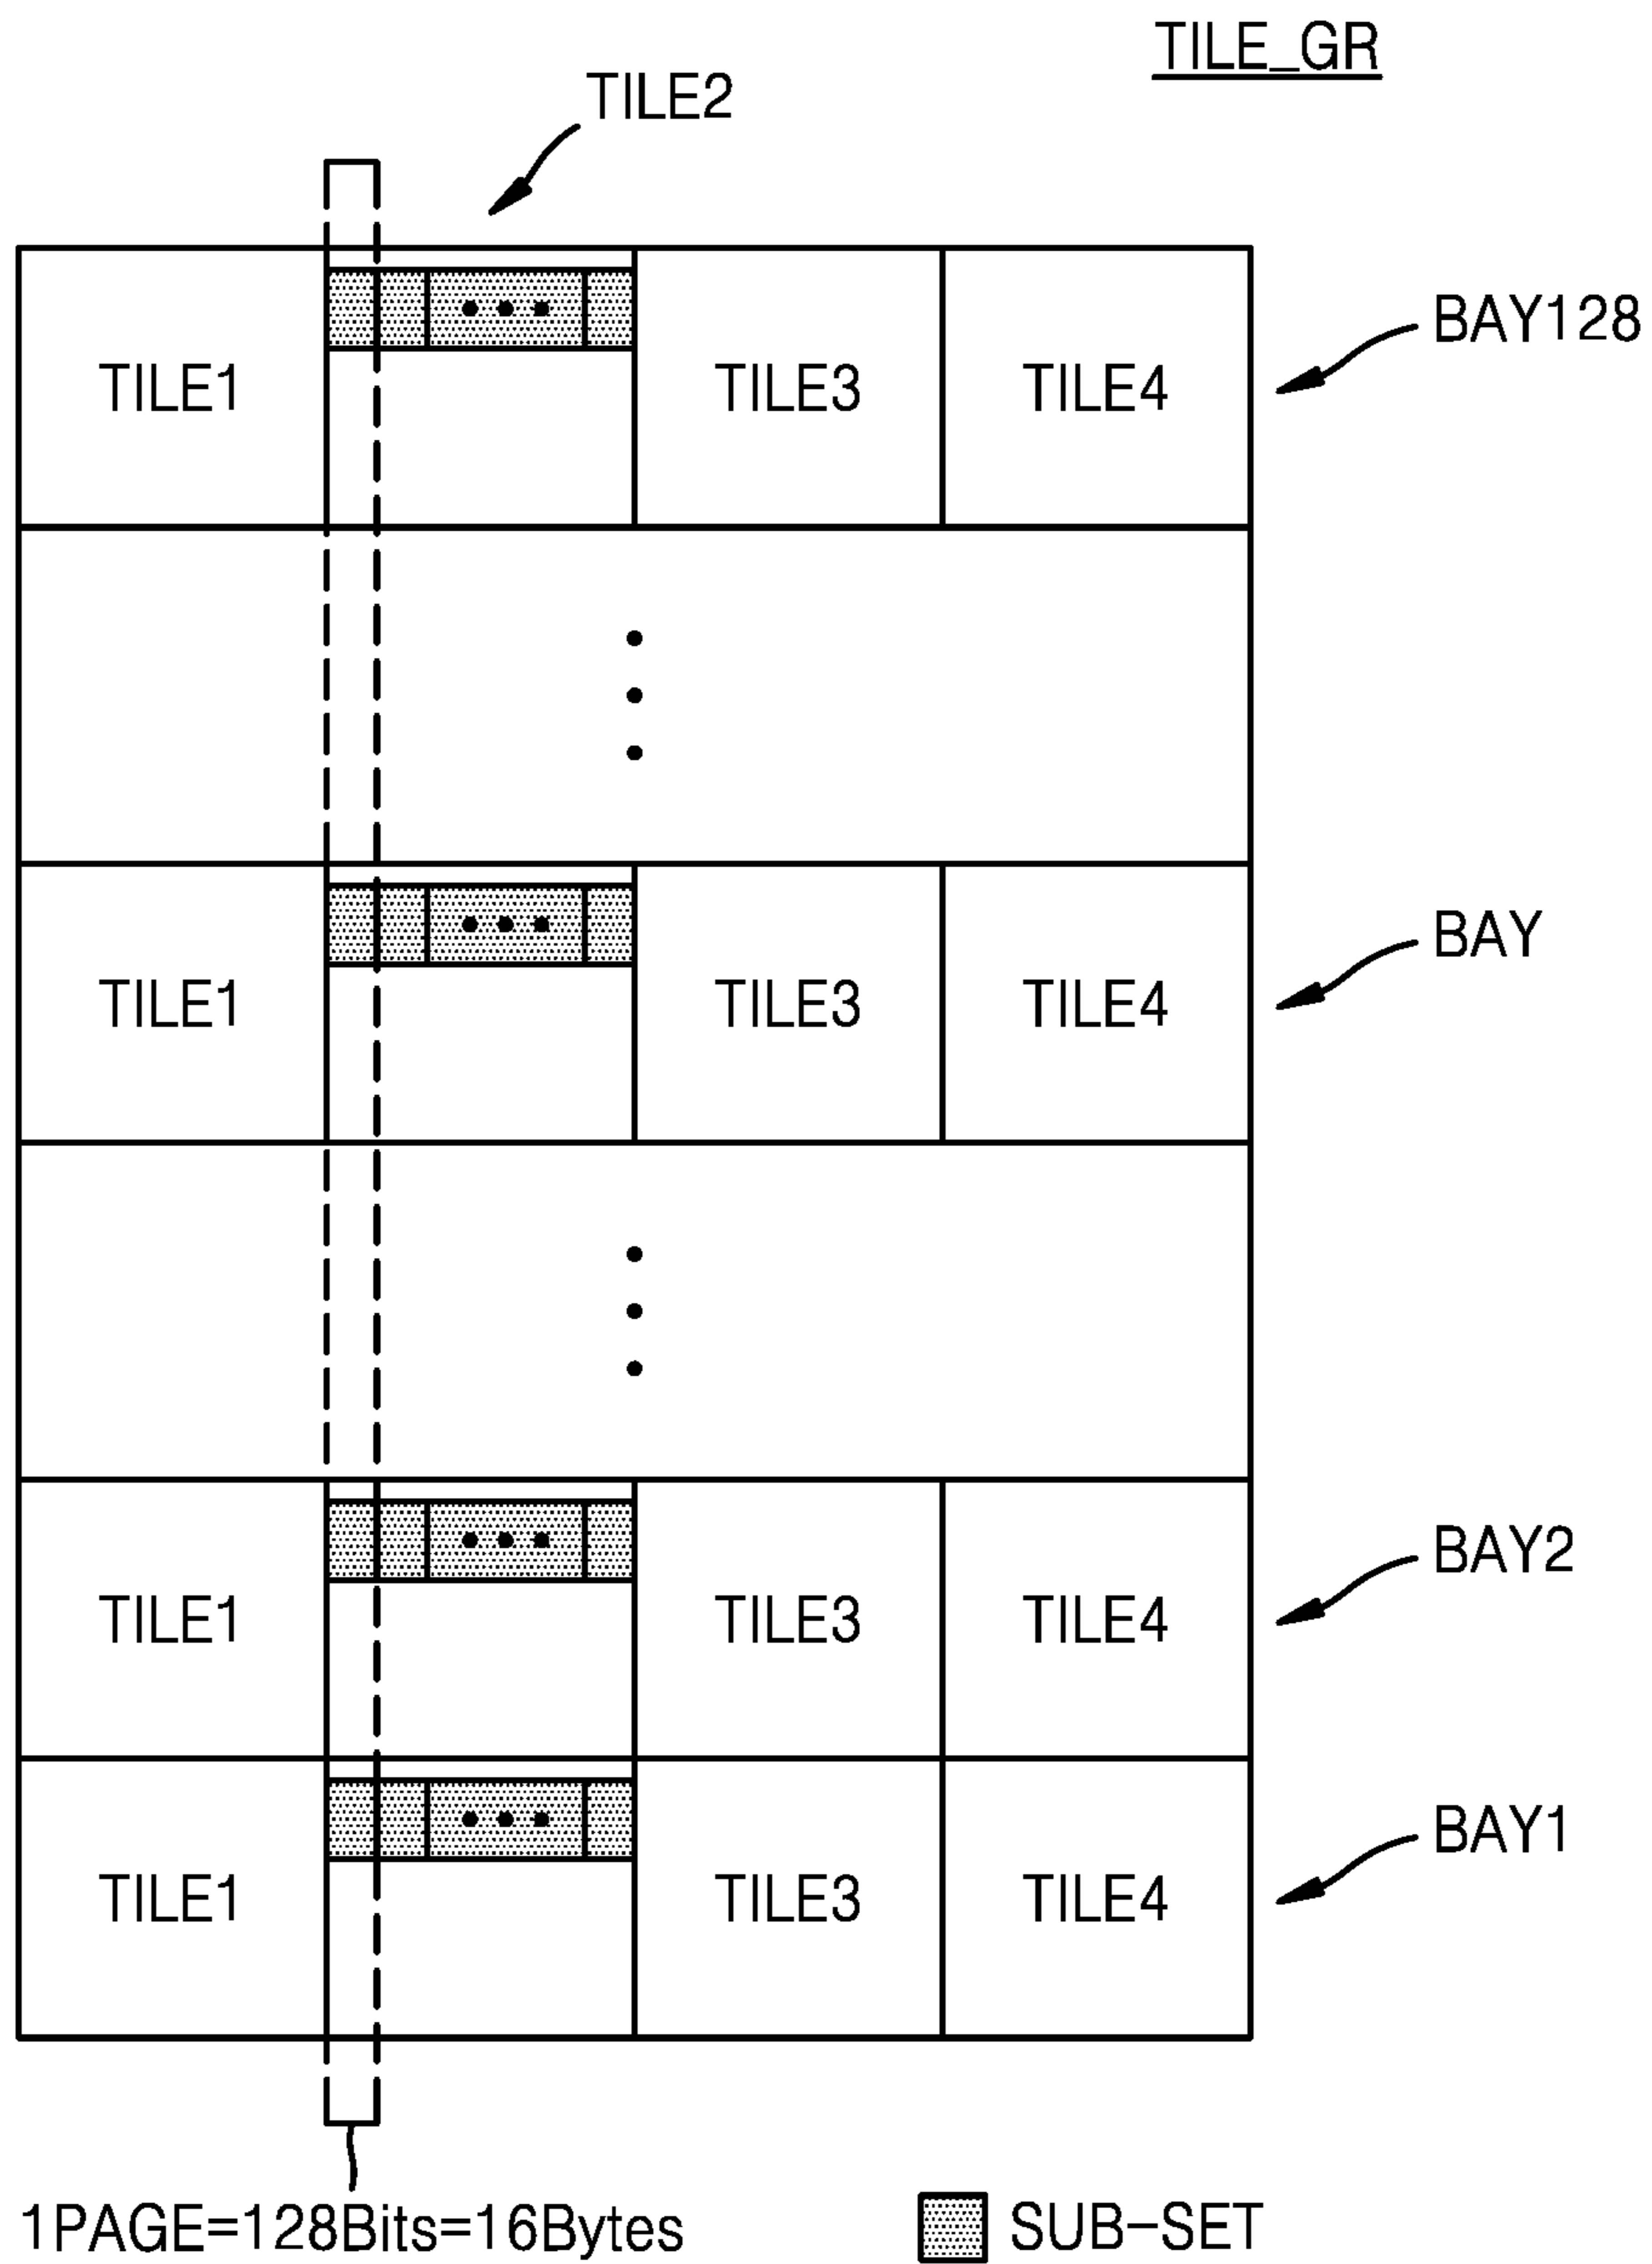 TILE_GR
TILE2
TILE1 TILE3 TILE4 BAY128
TILE1 TILE3 TILE4 BAY
TILE1 TILE3 TILE4 BAY2
TILE1 TILE3 TILE4 BAY1
1PAGE=128Bits=16Bytes SUB-SET